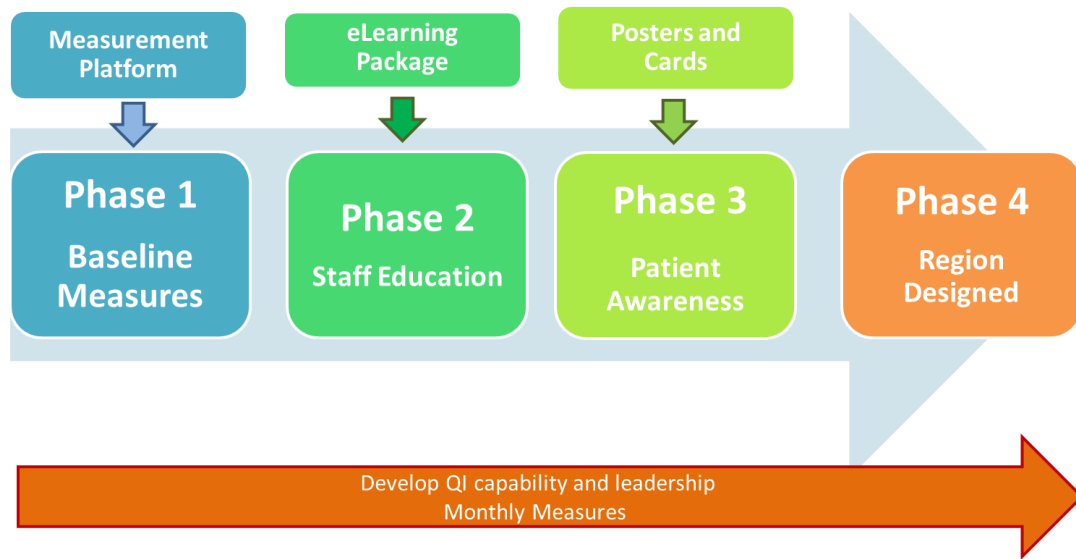 Measurement
Platform
eLearning
Package
Posters and
Cards
Phase 1
Baseline
Measures
Phase 2
Staff Education
Phase 3
Patient
Awareness
Phase 4
Region
Designed
Develop QI capability and leadership
Monthly Measures